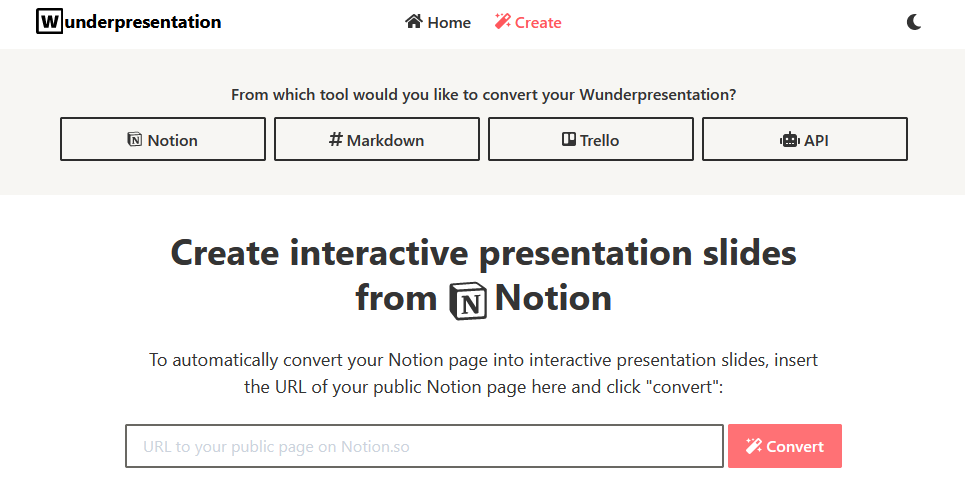 Wunderpresentation Home Create
From which tool would you like to convert your Wunderpresentation?
Notion # Markdown Trello API
Create interactive presentation slides
from N Notion
To automatically convert your Notion page into interactive presentation slides, insert
the URL of your public Notion page here and click "convert":
URL to your public page on Notion.so Convert